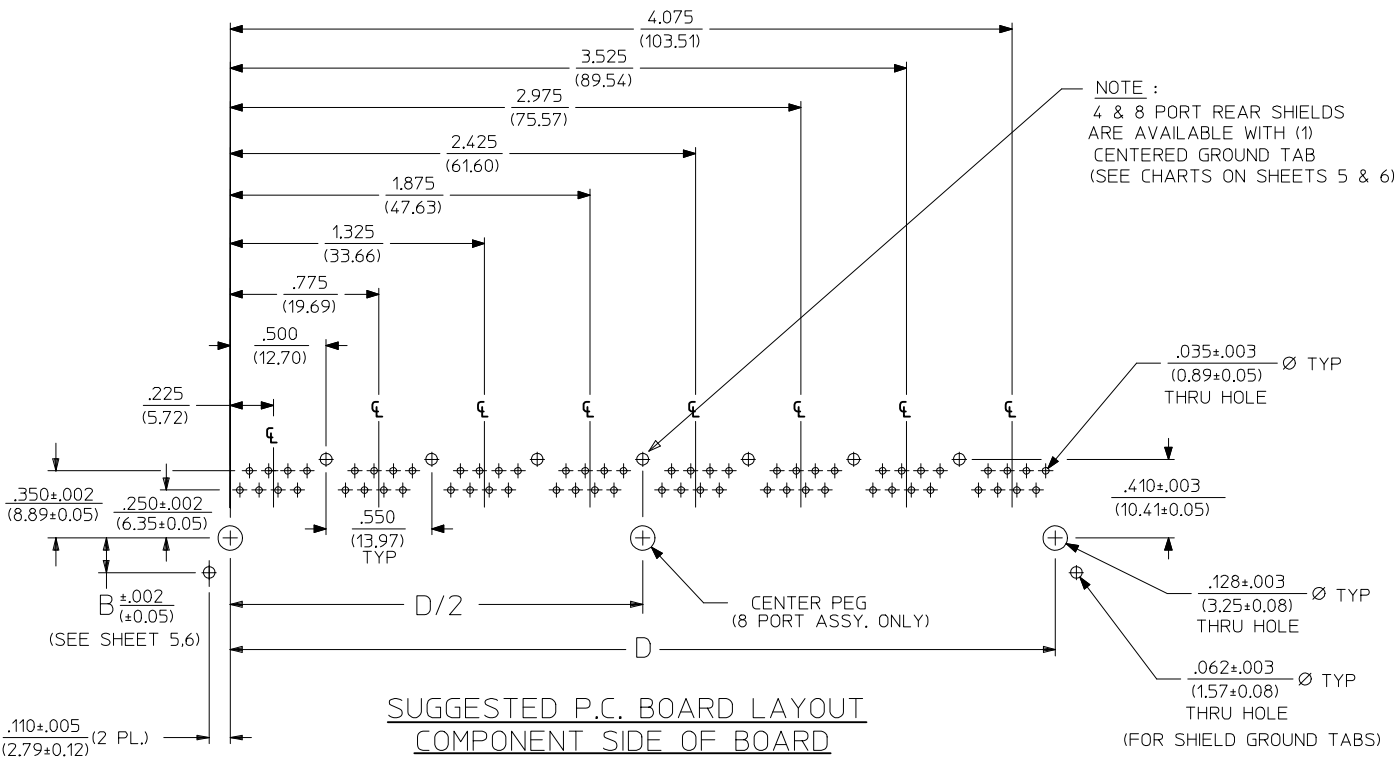 4.075
(103.51)
3.525
(89.54)
2.975
(75.57)
2.425
(61.60)
1.875
(47.63)
1.325
(33.66)
.775
(19.69)
.500
(12.70)
.225
(5.72)
NOTE :
4 & 8 PORT REAR SHIELDS
ARE AVAILABLE WITH (1)
CENTERED GROUND TAB
(SEE CHARTS ON SHEETS 5 & 6)
.035±.003
(0.89±0.05)
Ø TYP
THRU HOLE
℄
℄
℄
℄
℄
℄
℄
℄
.350±.002
(8.89±0.05)
.250±.002
(6.35±0.05)
.550
(13.97)
TYP
.410±.003
(10.41±0.05)
B ±.002
(±0.05)
(SEE SHEET 5,6)
D/2
CENTER PEG
(8 PORT ASSY. ONLY)
D
.128±.003
(3.25±0.08)
Ø TYP
THRU HOLE
.062±.003
(1.57±0.08)
Ø TYP
THRU HOLE
(FOR SHIELD GROUND TABS)
.110±.005
(2.79±0.12)
(2 PL.)
SUGGESTED P.C. BOARD LAYOUT
COMPONENT SIDE OF BOARD